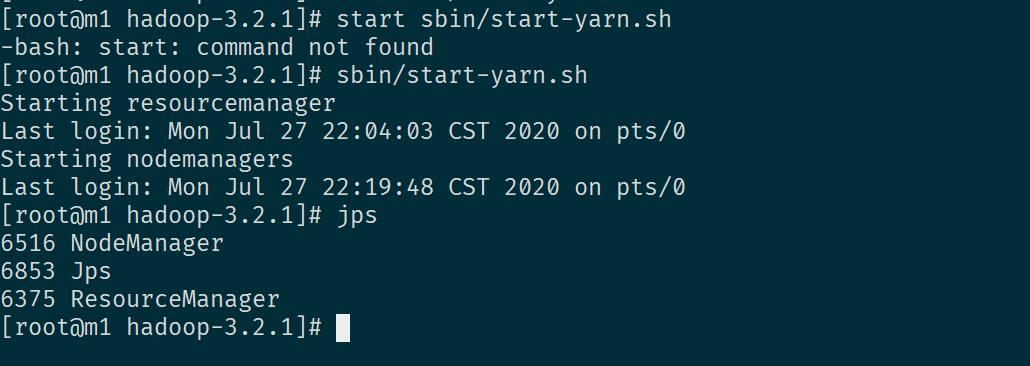 [root@m1 hadoop-3.2.1]# start sbin/start-yarn.sh
-bash: start: command not found
[root@m1 hadoop-3.2.1]# sbin/start-yarn.sh
Starting resourcemanager
Last login: Mon Jul 27 22:04:03 CST 2020 on pts/0
Starting nodemanagers
Last login: Mon Jul 27 22:19:48 CST 2020 on pts/0
[root@m1 hadoop-3.2.1]# jps
6516 NodeManager
6853 Jps
6375 ResourceManager
[root@m1 hadoop-3.2.1]#